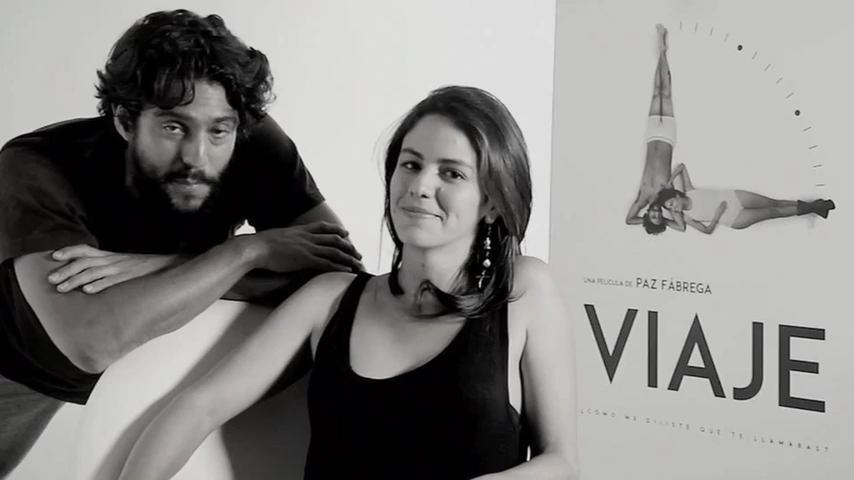 UNA PELÍCULA DE PAZ FÁBREGA
VIAJE
¿CÓMO ME DIJISTE QUE TE LLAMABAS?